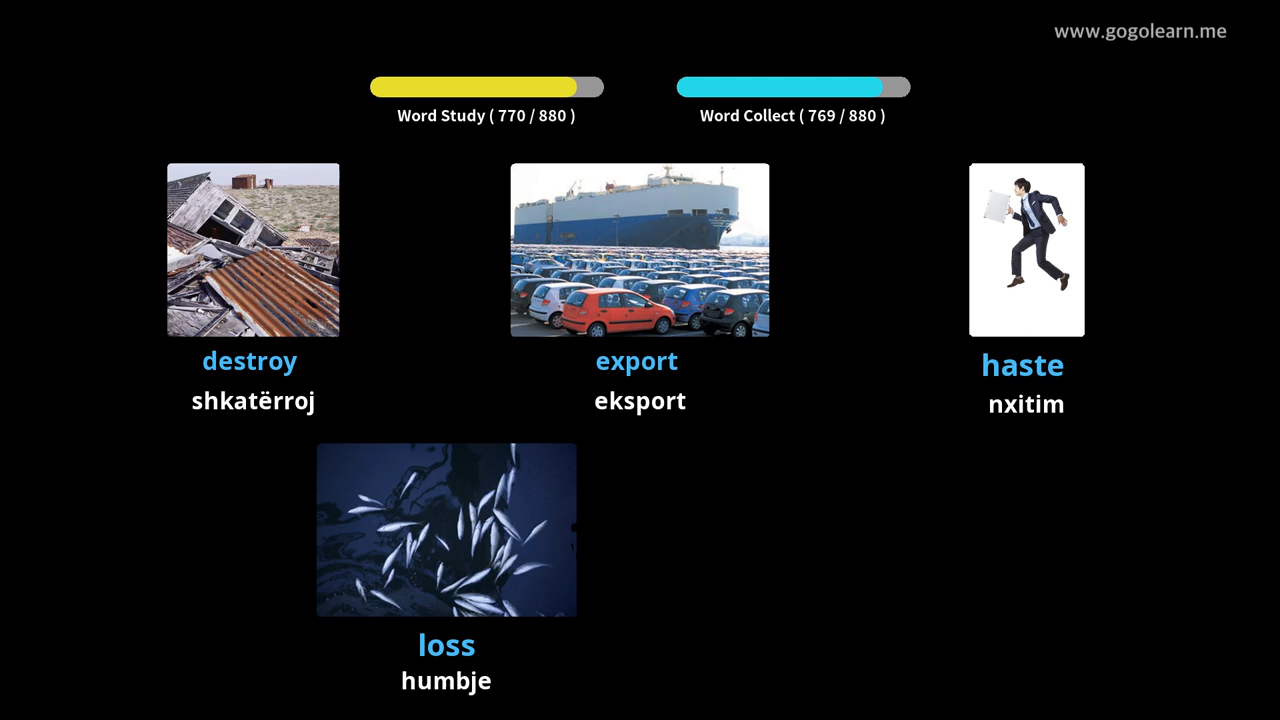 www.gogolearn.me
Word Study ( 770 / 880 )
Word Collect ( 769 / 880 )
destroy
shkatërroj
export
eksport
haste
nxitim
loss
humbje